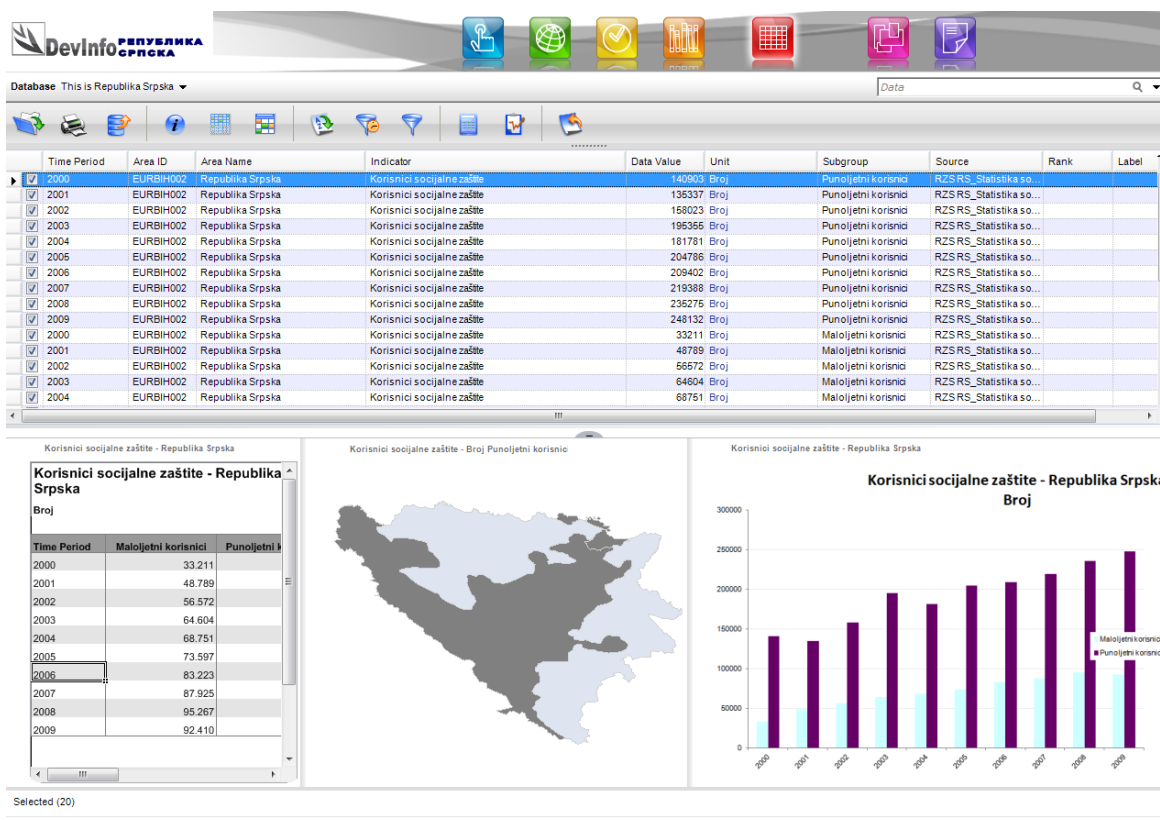 DevInfo РЕПУБЛИКА
СРПСКА
Database This is Republika Srpska
Data
Time Period Area ID Area Name Indicator Data Value Unit Subgroup Source Rank Label
2000 EURBIH002 Republika Srpska Korisnici socijalne zaštite 140903 Broj Punoljetni korisnici RZS RS_Statistika so...
2001 EURBIH002 Republika Srpska Korisnici socijalne zaštite 135337 Broj Punoljetni korisnici RZS RS_Statistika so...
2002 EURBIH002 Republika Srpska Korisnici socijalne zaštite 158023 Broj Punoljetni korisnici RZS RS_Statistika so...
2003 EURBIH002 Republika Srpska Korisnici socijalne zaštite 195355 Broj Punoljetni korisnici RZS RS_Statistika so...
2004 EURBIH002 Republika Srpska Korisnici socijalne zaštite 181781 Broj Punoljetni korisnici RZS RS_Statistika so...
2005 EURBIH002 Republika Srpska Korisnici socijalne zaštite 204786 Broj Punoljetni korisnici RZS RS_Statistika so...
2006 EURBIH002 Republika Srpska Korisnici socijalne zaštite 209402 Broj Punoljetni korisnici RZS RS_Statistika so...
2007 EURBIH002 Republika Srpska Korisnici socijalne zaštite 219388 Broj Punoljetni korisnici RZS RS_Statistika so...
2008 EURBIH002 Republika Srpska Korisnici socijalne zaštite 235275 Broj Punoljetni korisnici RZS RS_Statistika so...
2009 EURBIH002 Republika Srpska Korisnici socijalne zaštite 248132 Broj Punoljetni korisnici RZS RS_Statistika so...
2000 EURBIH002 Republika Srpska Korisnici socijalne zaštite 33211 Broj Maloljetni korisnici RZS RS_Statistika so...
2001 EURBIH002 Republika Srpska Korisnici socijalne zaštite 48789 Broj Maloljetni korisnici RZS RS_Statistika so...
2002 EURBIH002 Republika Srpska Korisnici socijalne zaštite 56572 Broj Maloljetni korisnici RZS RS_Statistika so...
2003 EURBIH002 Republika Srpska Korisnici socijalne zaštite 64604 Broj Maloljetni korisnici RZS RS_Statistika so...
2004 EURBIH002 Republika Srpska Korisnici socijalne zaštite 68751 Broj Maloljetni korisnici RZS RS_Statistika so...
Korisnici socijalne zaštite - Republika Srpska
Korisnici socijalne zaštite - Republika
Srpska
Broj
Time Period Maloljetni korisnici Punoljetni k
2000 33.211
2001 48.789
2002 56.572
2003 64.604
2004 68.751
2005 73.597
2006 83.223
2007 87.925
2008 95.267
2009 92.410
Korisnici socijalne zaštite - Broj Punoljetni korisnic
Korisnici socijalne zaštite - Republika Srpska
Korisnici socijalne zaštite - Republika Srpska
Broj
300000
250000
200000
150000
100000
50000
0
Maloljetni korisnic
Punoljetni korisnic
2000 2001 2002 2003 2004 2005 2006 2007 2008 2009
Selected (20)